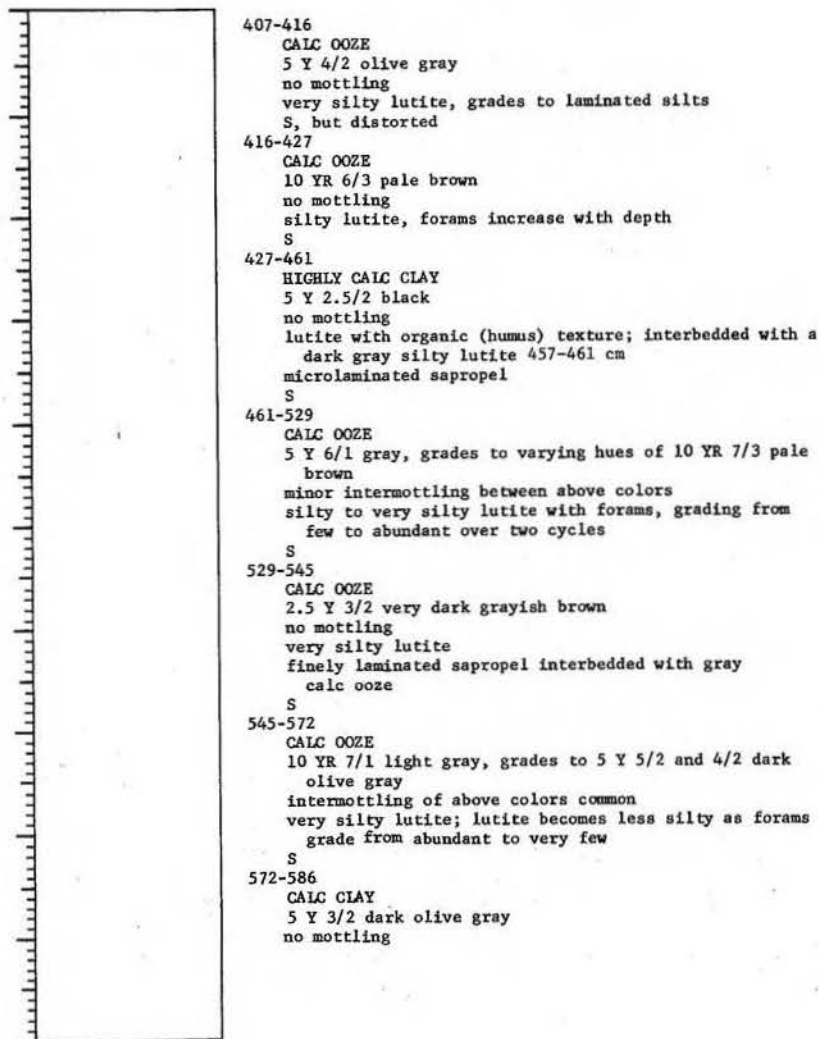 407-416
CALC OOZE
5 Y 4/2 olive gray
no mottling
very silty lutite, grades to laminated silts
S, but distorted
416-427
CALC OOZE
10 YR 6/3 pale brown
no mottling
silty lutite, forams increase with depth
S
427-461
HIGHLY CALC CLAY
5 Y 2.5/2 black
no mottling
lutite with organic (humus) texture; interbedded with a
dark gray silty lutite 457-461 cm
microlaminated sapropel
S
461-529
CALC OOZE
5 Y 6/1 gray, grades to varying hues of 10 YR 7/3 pale
brown
minor intermottling between above colors
silty to very silty lutite with forams, grading from
few to abundant over two cycles
S
529-545
CALC OOZE
2.5 Y 3/2 very dark grayish brown
no mottling
very silty lutite
finely laminated sapropel interbedded with gray
calc ooze
S
545-572
CALC OOZE
10 YR 7/1 light gray, grades to 5 Y 5/2 and 4/2 dark
olive gray
intermottling of above colors common
very silty lutite; lutite becomes less silty as forams
grade from abundant to very few
S
572-586
CALC CLAY
5 Y 3/2 dark olive gray
no mottling